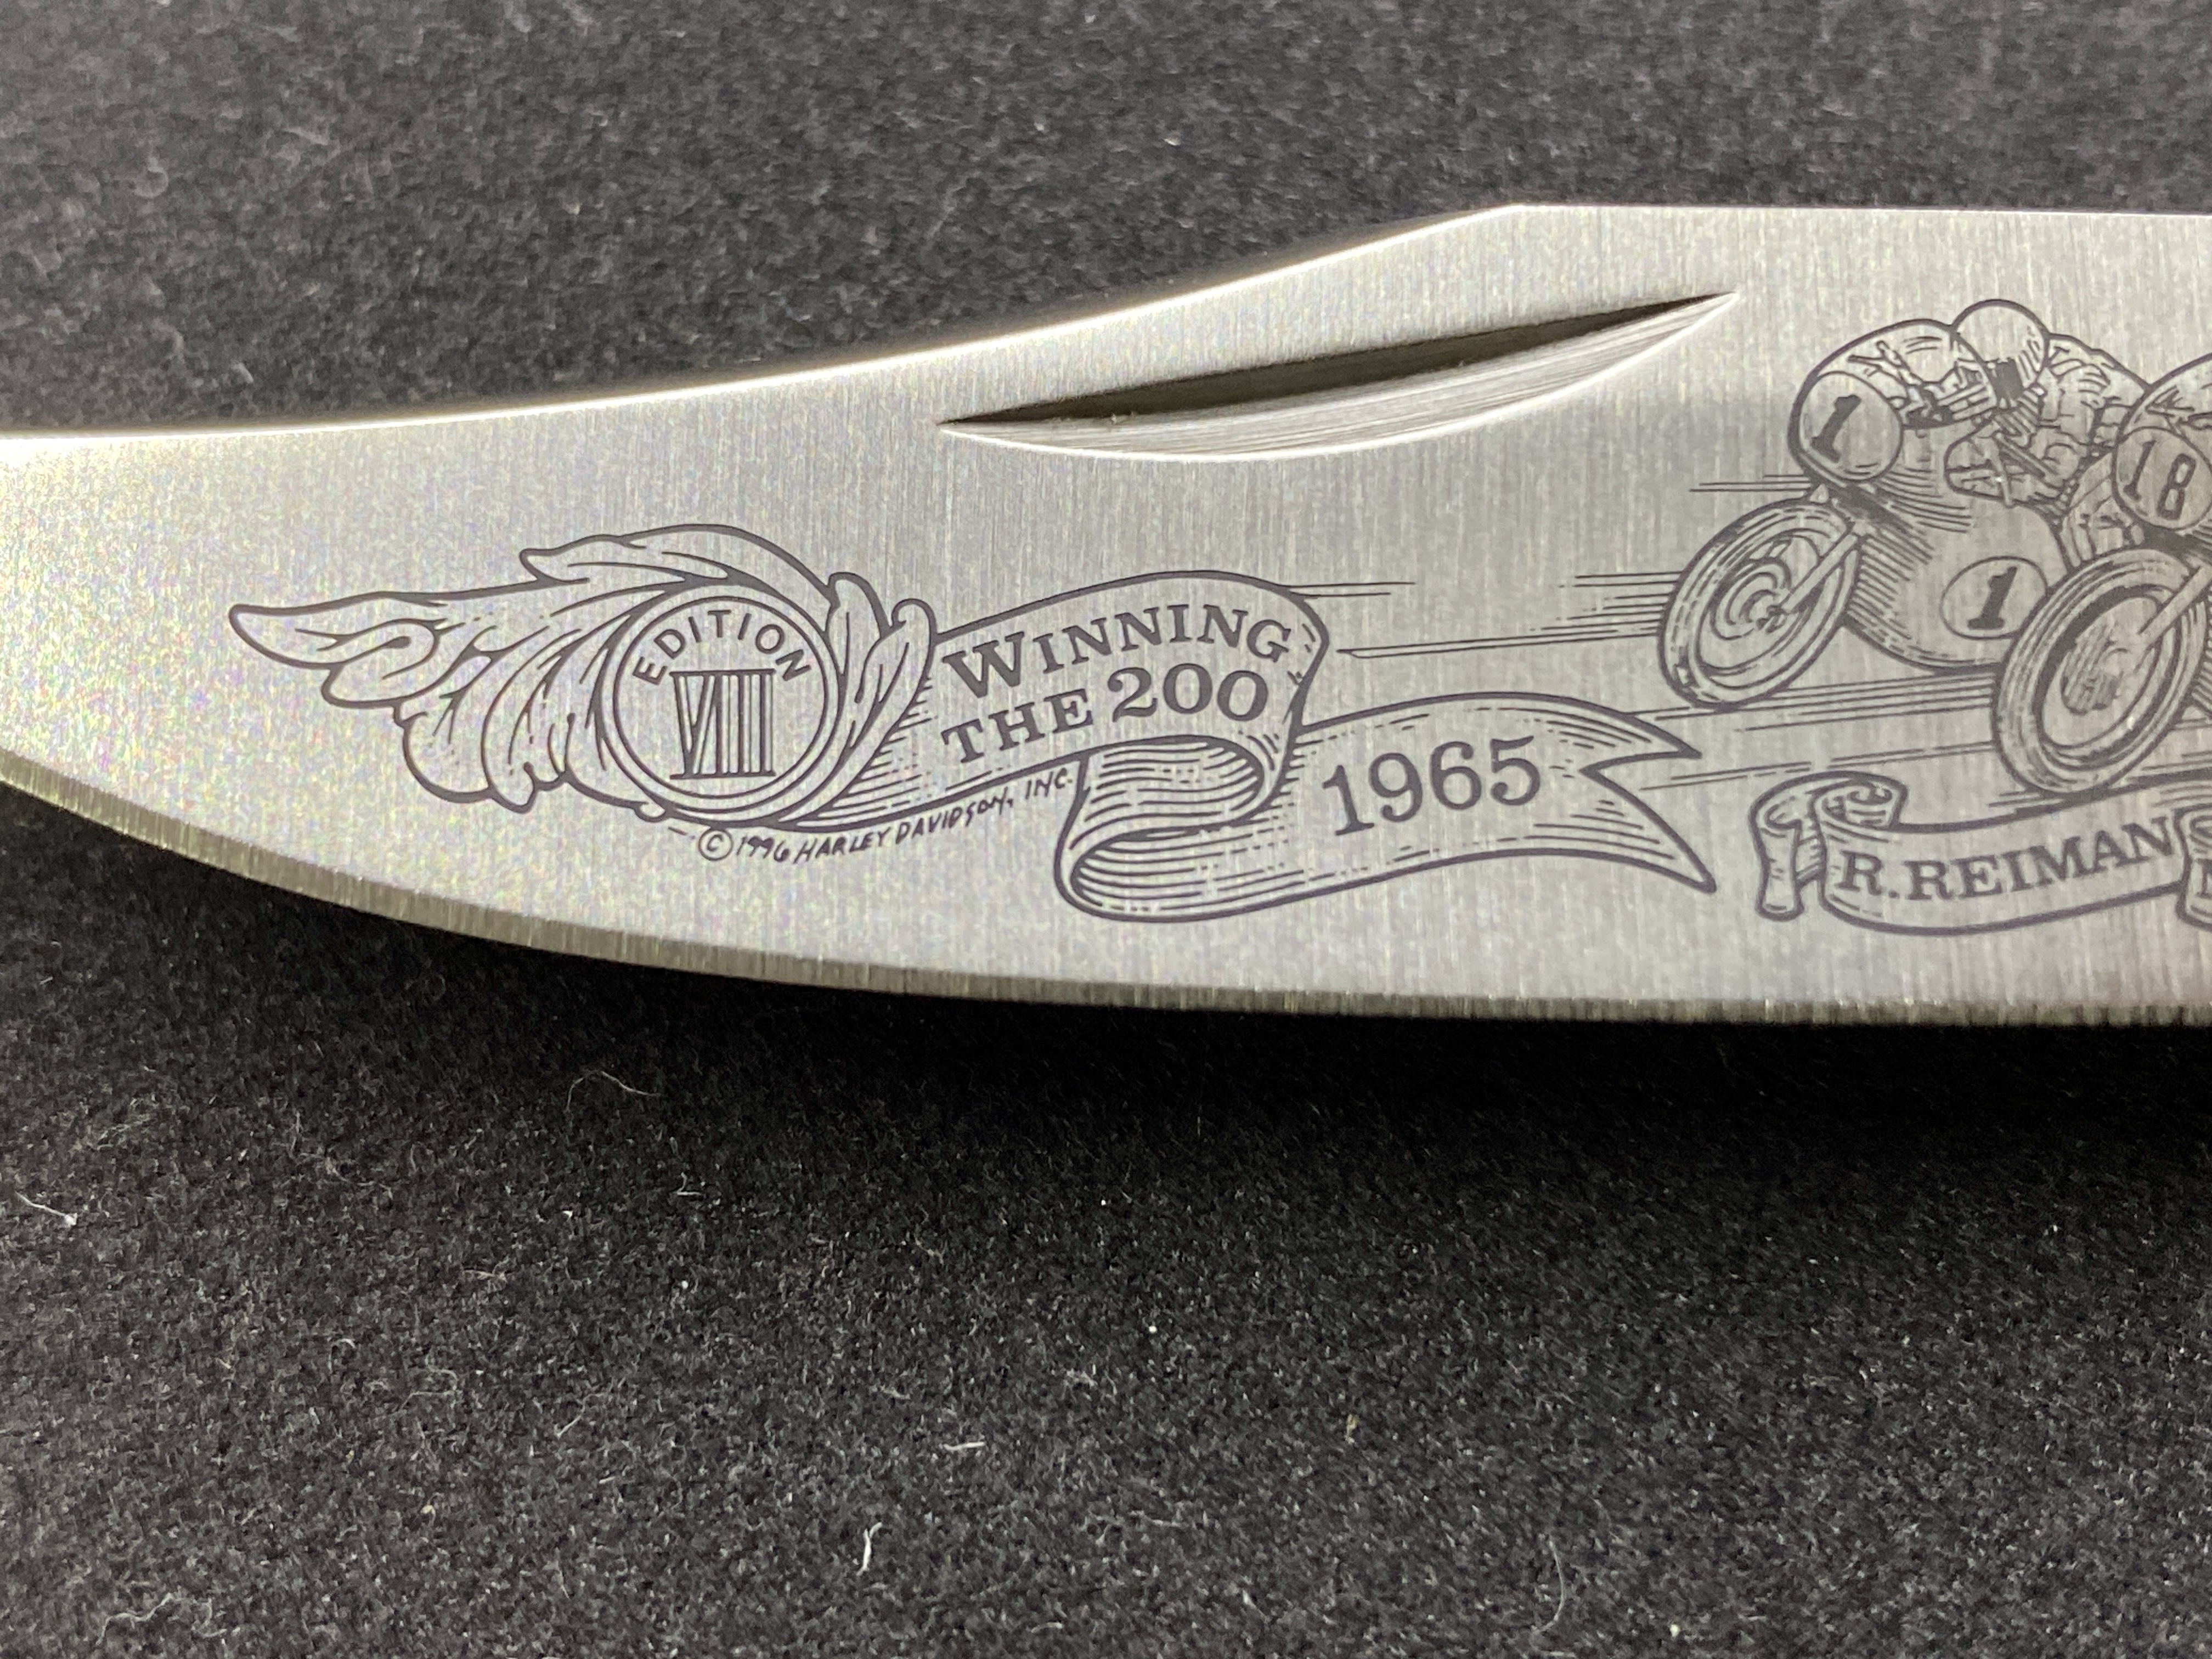 EDITION
VIII
WINNING
THE 200
1965
© 1996 HARLEY DAVIDSON, INC.
1
1
18
R. REIMAN